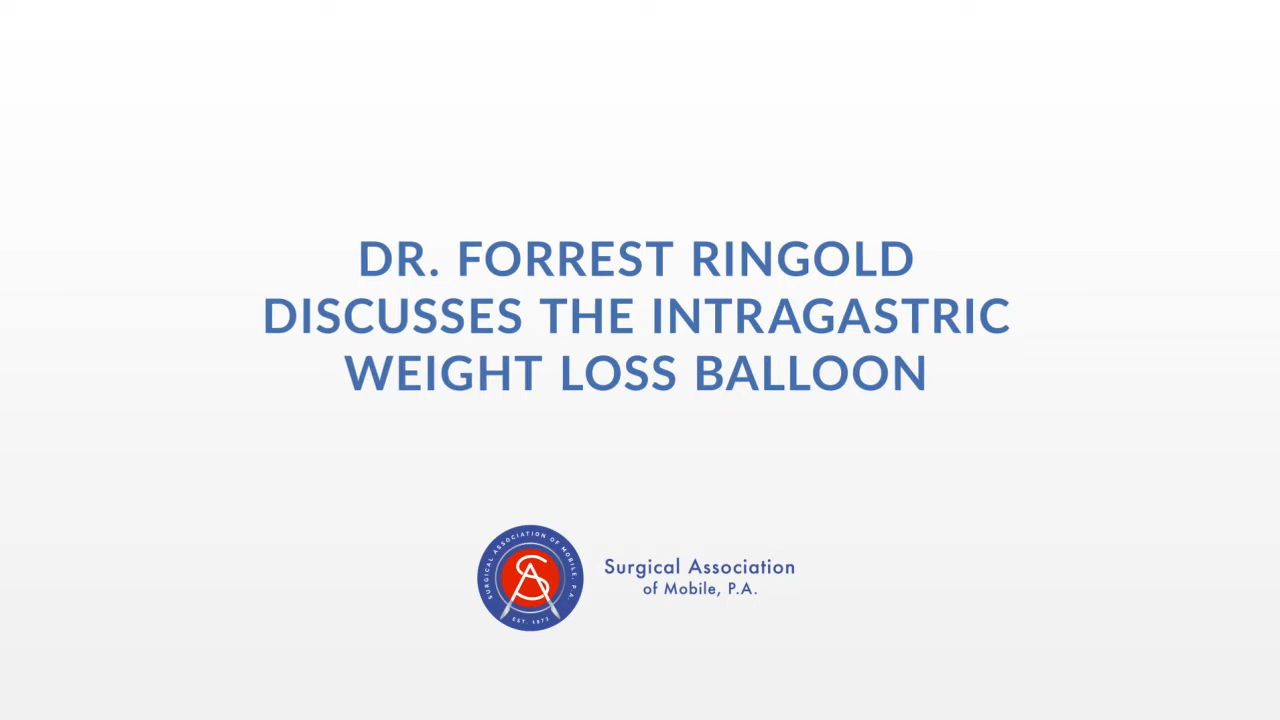 DR. FORREST RINGOLD
DISCUSSES THE INTRAGASTRIC
WEIGHT LOSS BALLOON
SURGICAL ASSOCIATION OF MOBILE, P.A.
SA
EST. 1973
Surgical Association
of Mobile, P.A.